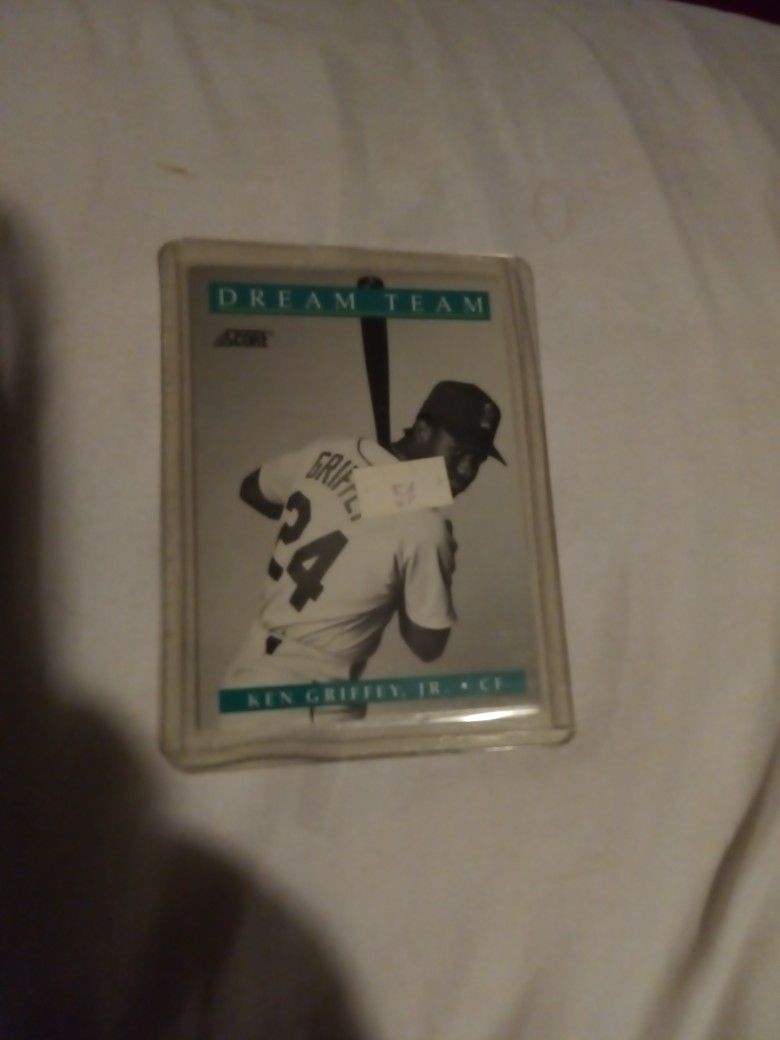 DREAM TEAM
SCORE
GRIFFEY
24
KEN GRIFFEY, JR. • CF